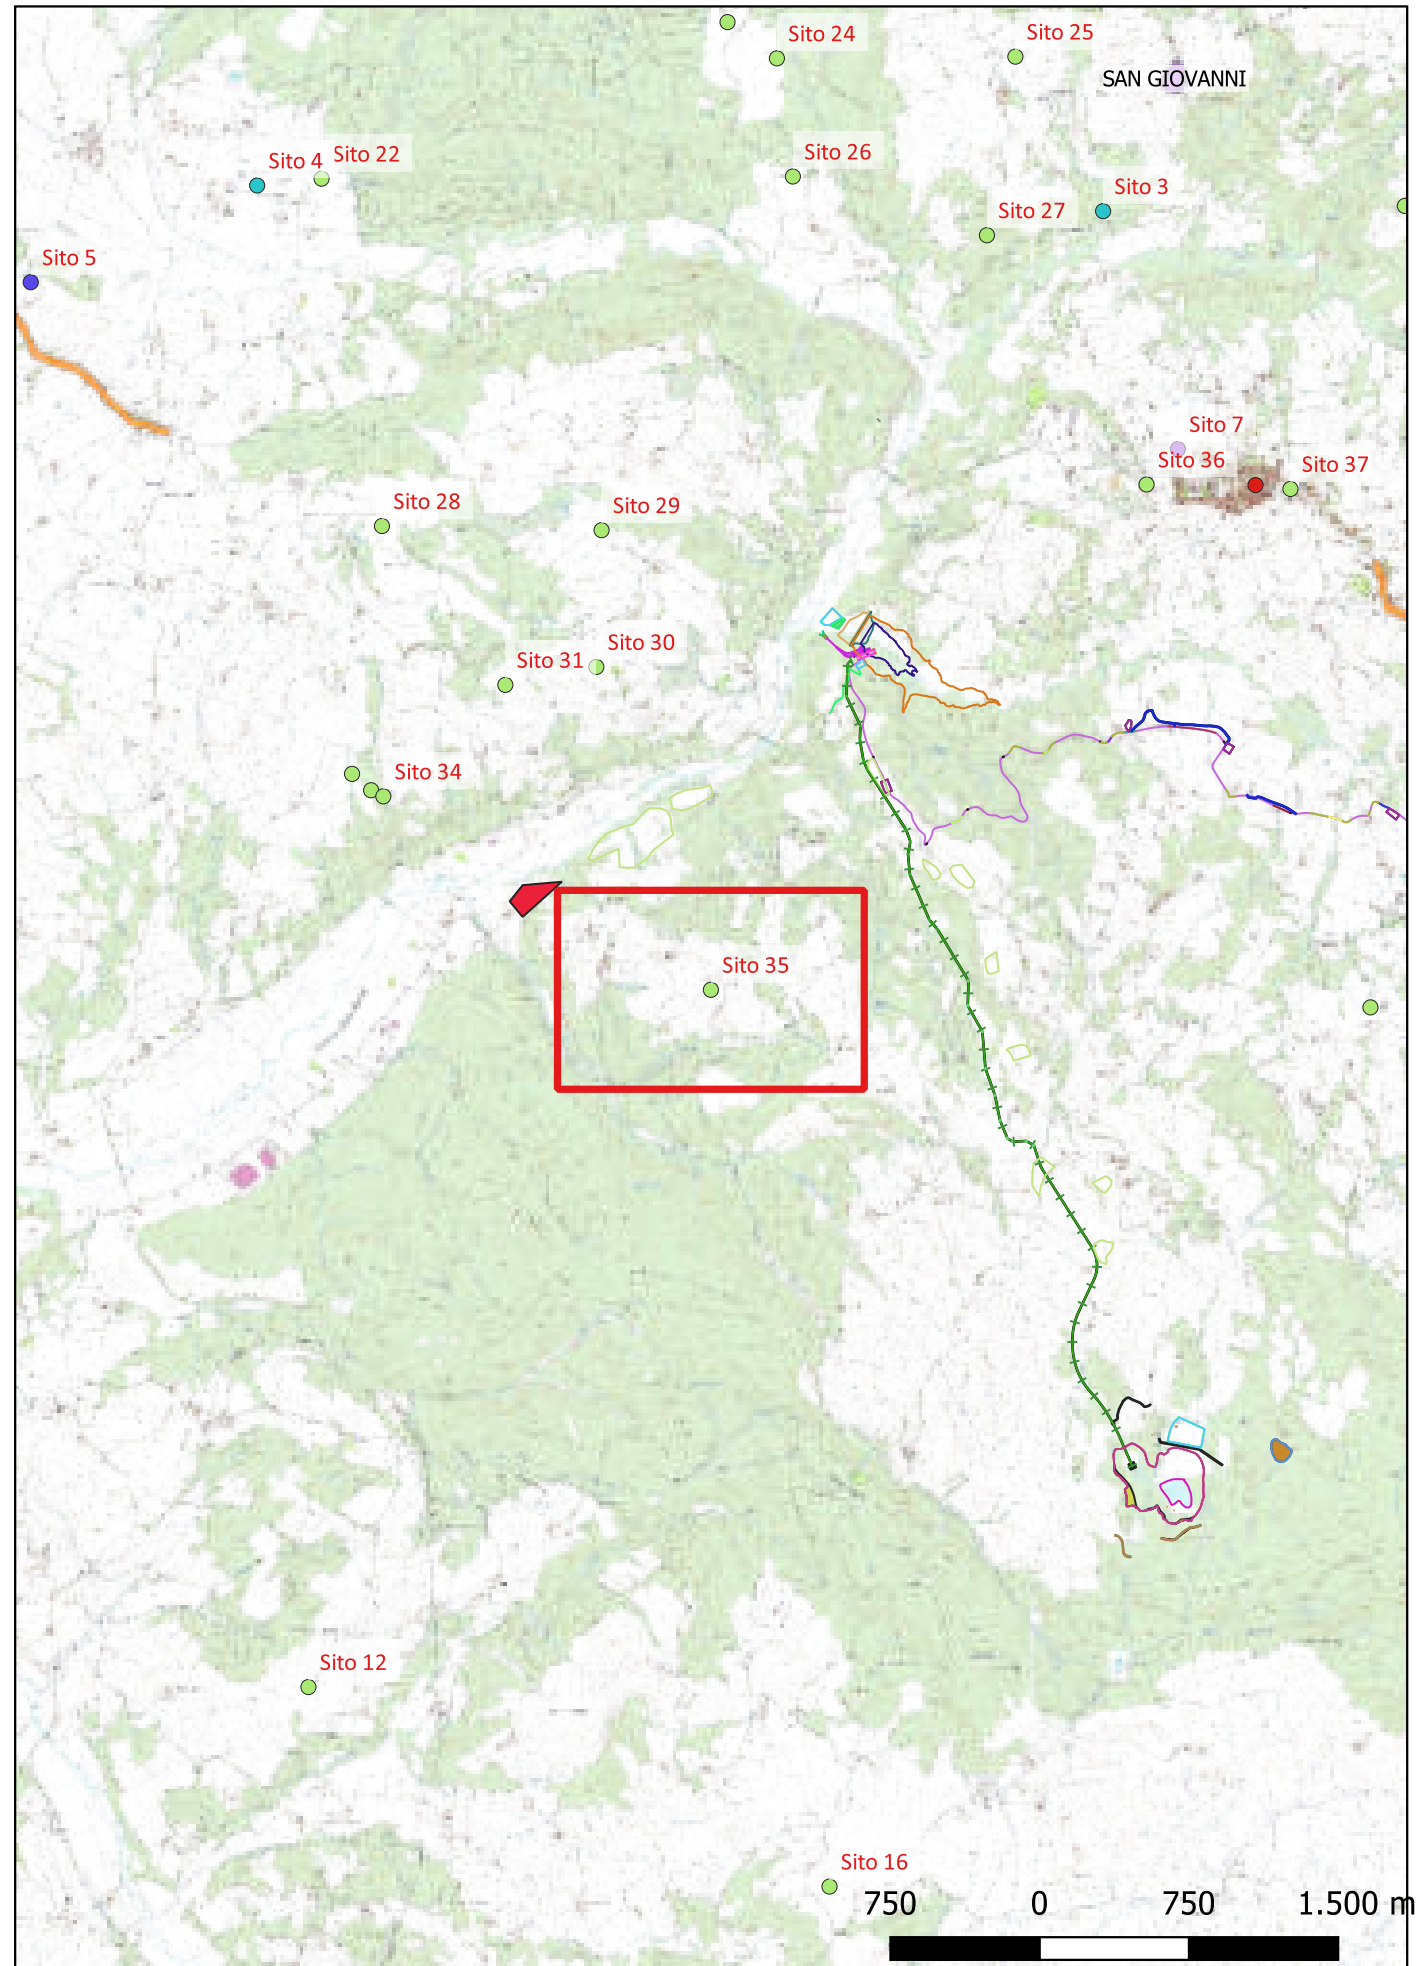 Sito 24
Sito 25
SAN GIOVANNI
Sito 4
Sito 22
Sito 26
Sito 3
Sito 27
Sito 5
Sito 7
Sito 36
Sito 37
Sito 28
Sito 29
Sito 30
Sito 31
Sito 34
Sito 35
Sito 12
Sito 16
750 0 750 1.500 m